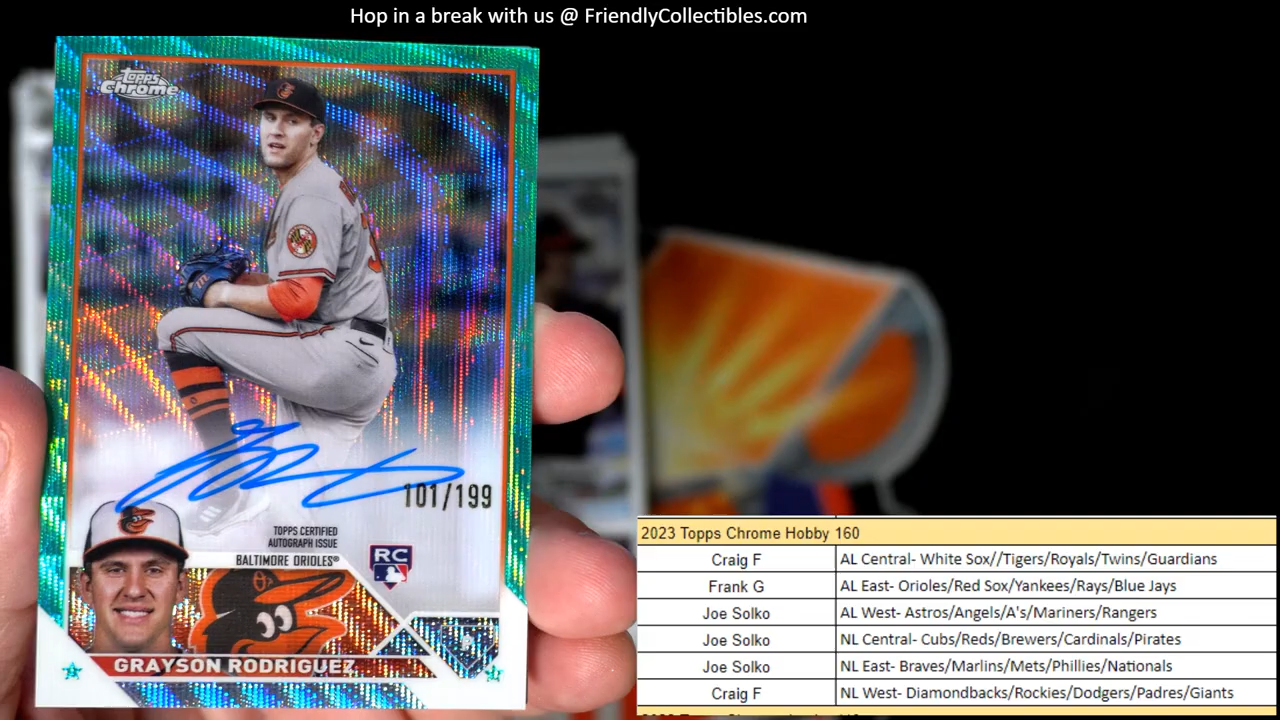 Hop in a break with us @ FriendlyCollectibles.com
Topps
Chrome
101/199
TOPPS CERTIFIED
AUTOGRAPH ISSUE
BALTIMORE ORIOLES®
RC
GRAYSON RODRIGUEZ
2023 Topps Chrome Hobby 160
Craig F AL Central- White Sox//Tigers/Royals/Twins/Guardians
Frank G AL East- Orioles/Red Sox/Yankees/Rays/Blue Jays
Joe Solko AL West- Astros/Angels/A's/Mariners/Rangers
Joe Solko NL Central- Cubs/Reds/Brewers/Cardinals/Pirates
Joe Solko NL East- Braves/Marlins/Mets/Phillies/Nationals
Craig F NL West- Diamondbacks/Rockies/Dodgers/Padres/Giants